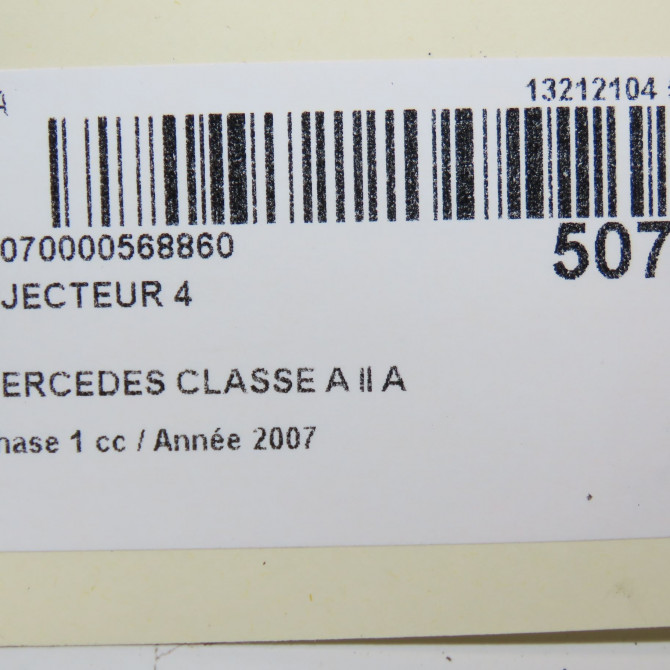 A 13212104
070000568860 507
JECTEUR 4
ERCEDES CLASSE A II A
hase 1 cc / Année 2007